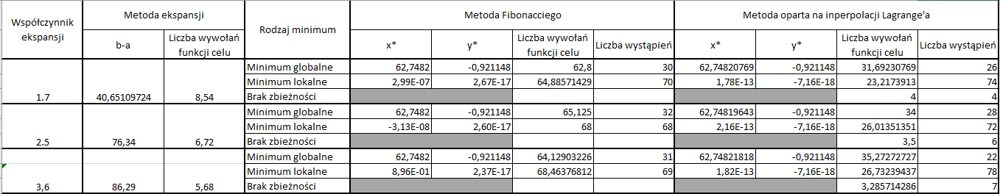 Współczynnik ekspansji | Metoda ekspansji | Rodzaj minimum | Metoda Fibonacciego | Metoda oparta na inperpolacji Lagrange'a
b-a | Liczba wywołań funkcji celu | x* | y* | Liczba wywołań funkcji celu | Liczba wystąpień | x* | y* | Liczba wywołań funkcji celu | Liczba wystąpień
Minimum globalne | 62,7482 | -0,921148 | 62,8 | 30 | 62,74820769 | -0,921148 | 31,69230769 | 26
Minimum lokalne | 2,99E-07 | 2,67E-17 | 64,88571429 | 70 | 1,78E-13 | -7,16E-18 | 23,2173913 | 74
1.7 | 40,65109724 | 8,54 | Brak zbieżności | 4 | 4
Minimum globalne | 62,7482 | -0,921148 | 65,125 | 32 | 62,74819643 | -0,921148 | 34 | 28
Minimum lokalne | -3,13E-08 | 2,60E-17 | 68 | 68 | 2,16E-13 | -7,16E-18 | 26,01351351 | 72
2.5 | 76,34 | 6,72 | Brak zbieżności | 3,5 | 6
Minimum globalne | 62,7482 | -0,921148 | 64,12903226 | 31 | 62,74821818 | -0,921148 | 35,27272727 | 22
Minimum lokalne | 8,96E-01 | 2,37E-17 | 68,46376812 | 69 | 1,82E-13 | -7,16E-18 | 26,73239437 | 78
3,6 | 86,29 | 5,68 | Brak zbieżności | 3,285714286 | 7